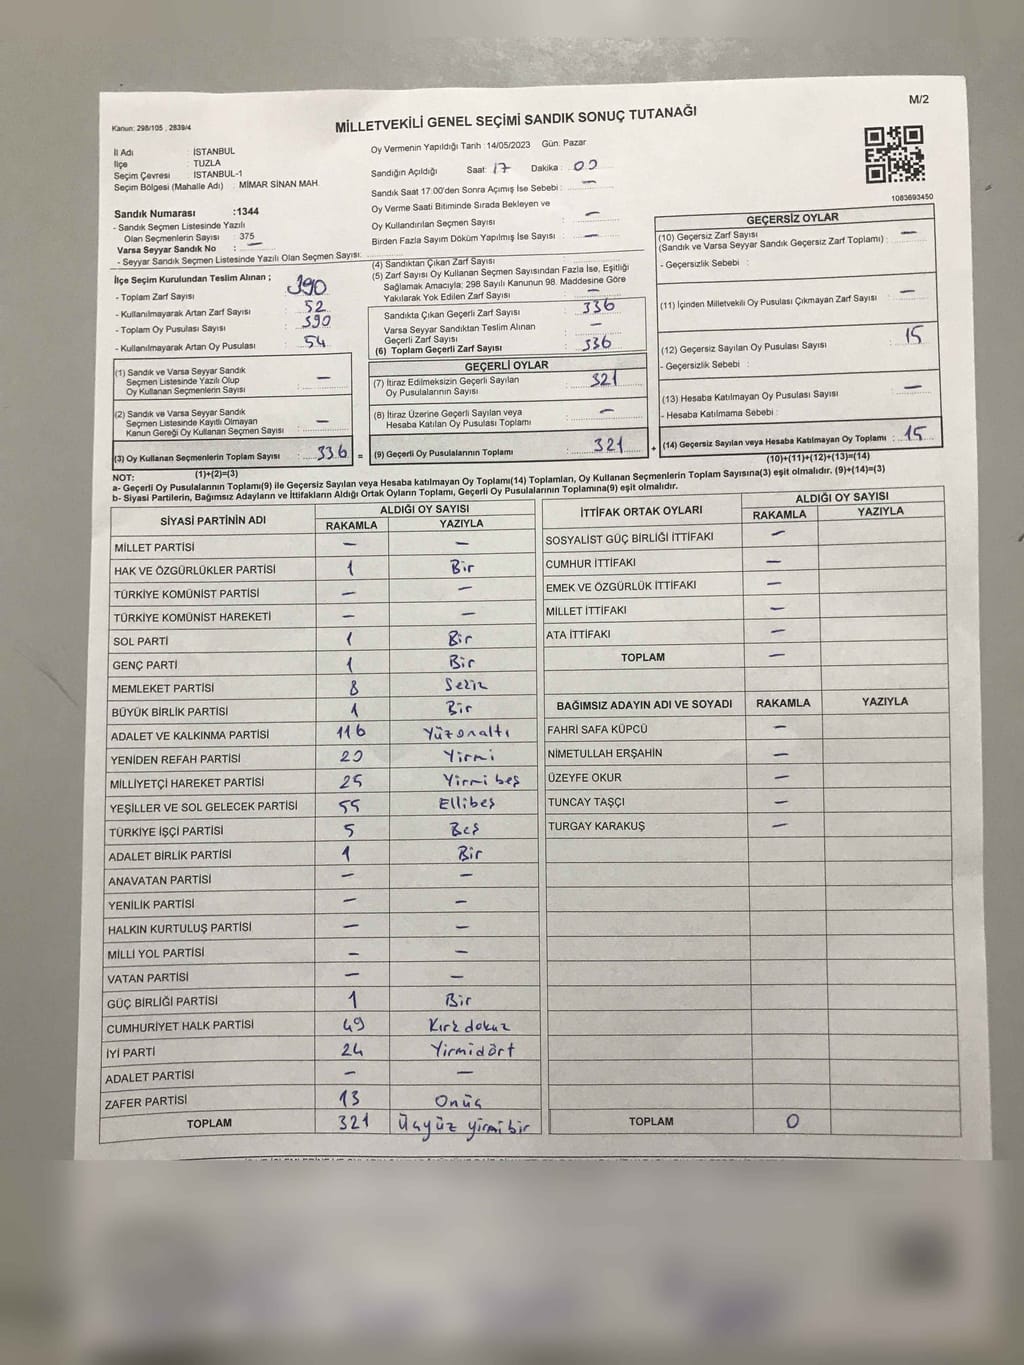 M/2
Kanun: 298/105 , 2839/4
MİLLETVEKİLİ GENEL SEÇİMİ SANDIK SONUÇ TUTANAĞI
İl Adı : İSTANBUL
İlçe : TUZLA
Seçim Çevresi : İSTANBUL-1
Seçim Bölgesi (Mahalle Adı) : MİMAR SİNAN MAH.
Sandık Numarası :1344
- Sandık Seçmen Listesinde Yazılı
Olan Seçmenlerin Sayısı : 375
Varsa Seyyar Sandık No : —
- Seyyar Sandık Seçmen Listesinde Yazılı Olan Seçmen Sayısı:
Oy Vermenin Yapıldığı Tarih :14/05/2023 Gün: Pazar
Sandığın Açıldığı Saat: 17 Dakika : 00
Sandık Saat 17:00'den Sonra Açımış İse Sebebi : —
Oy Verme Saati Bitiminde Sırada Bekleyen ve
Oy Kullandırılan Seçmen Sayısı : —
Birden Fazla Sayım Döküm Yapılmış İse Sayısı : —
1083693450
İlçe Seçim Kurulundan Teslim Alınan ;
- Toplam Zarf Sayısı : 390
- Kullanılmayarak Artan Zarf Sayısı : 52
- Toplam Oy Pusulası Sayısı : 390
- Kullanılmayarak Artan Oy Pusulası : 54
(4) Sandıktan Çıkan Zarf Sayısı
(5) Zarf Sayısı Oy Kullanan Seçmen Sayısından Fazla İse, Eşitliği
Sağlamak Amacıyla; 298 Sayılı Kanunun 98. Maddesine Göre
Yakılarak Yok Edilen Zarf Sayısı : —
Sandıkta Çıkan Geçerli Zarf Sayısı : 336
Varsa Seyyar Sandıktan Teslim Alınan
Geçerli Zarf Sayısı : —
(6) Toplam Geçerli Zarf Sayısı : 336
GEÇERSİZ OYLAR
(10) Geçersiz Zarf Sayısı
(Sandık ve Varsa Seyyar Sandık Geçersiz Zarf Toplamı) : —
- Geçersizlik Sebebi :
(11) İçinden Milletvekili Oy Pusulası Çıkmayan Zarf Sayısı : —
(12) Geçersiz Sayılan Oy Pusulası Sayısı : 15
- Geçersizlik Sebebi :
(13) Hesaba Katılmayan Oy Pusulası Sayısı : —
- Hesaba Katılmama Sebebi :
(14) Geçersiz Sayılan veya Hesaba Katılmayan Oy Toplamı : 15
(10)+(11)+(12)+(13)=(14)
(1) Sandık ve Varsa Seyyar Sandık
Seçmen Listesinde Yazılı Olup
Oy Kullanan Seçmenlerin Sayısı : —
(2) Sandık ve Varsa Seyyar Sandık
Seçmen Listesinde Kayıtlı Olmayan
Kanun Gereği Oy Kullanan Seçmen Sayısı : —
(3) Oy Kullanan Seçmenlerin Toplam Sayısı : 336 =
(1)+(2)=(3)
GEÇERLİ OYLAR
(7) İtiraz Edilmeksizin Geçerli Sayılan
Oy Pusulalarının Sayısı : 321
(8) İtiraz Üzerine Geçerli Sayılan veya
Hesaba Katılan Oy Pusulası Toplamı : —
(9) Geçerli Oy Pusulalarının Toplamı : 321 +
NOT:
a- Geçerli Oy Pusulalarının Toplamı(9) ile Geçersiz Sayılan veya Hesaba katılmayan Oy Toplamı(14) Toplamları, Oy Kullanan Seçmenlerin Toplam Sayısına(3) eşit olmalıdır. (9)+(14)=(3)
b- Siyasi Partilerin, Bağımsız Adayların ve İttifakların Aldığı Ortak Oyların Toplamı, Geçerli Oy Pusulalarının Toplamına(9) eşit olmalıdır.
SİYASİ PARTİNİN ADI ALDIĞI OY SAYISI
RAKAMLA YAZIYLA
MİLLET PARTİSİ — —
HAK VE ÖZGÜRLÜKLER PARTİSİ 1 Bir
TÜRKİYE KOMÜNİST PARTİSİ — —
TÜRKİYE KOMÜNİST HAREKETİ — —
SOL PARTİ 1 Bir
GENÇ PARTİ 1 Bir
MEMLEKET PARTİSİ 8 Sekiz
BÜYÜK BİRLİK PARTİSİ 1 Bir
ADALET VE KALKINMA PARTİSİ 116 Yüzonaltı
YENİDEN REFAH PARTİSİ 20 Yirmi
MİLLİYETÇİ HAREKET PARTİSİ 25 Yirmi beş
YEŞİLLER VE SOL GELECEK PARTİSİ 55 Ellibeş
TÜRKİYE İŞÇİ PARTİSİ 5 Beş
ADALET BİRLİK PARTİSİ 1 Bir
ANAVATAN PARTİSİ — —
YENİLİK PARTİSİ — —
HALKIN KURTULUŞ PARTİSİ — —
MİLLİ YOL PARTİSİ — —
VATAN PARTİSİ — —
GÜÇ BİRLİĞİ PARTİSİ 1 Bir
CUMHURİYET HALK PARTİSİ 49 Kırk dokuz
İYİ PARTİ 24 Yirmidört
ADALET PARTİSİ — —
ZAFER PARTİSİ 13 Onüç
TOPLAM 321 Üçyüz yirmibir
İTTİFAK ORTAK OYLARI ALDIĞI OY SAYISI
RAKAMLA YAZIYLA
SOSYALİST GÜÇ BİRLİĞİ İTTİFAKI —
CUMHUR İTTİFAKI —
EMEK VE ÖZGÜRLÜK İTTİFAKI —
MİLLET İTTİFAKI —
ATA İTTİFAKI —
TOPLAM —
BAĞIMSIZ ADAYIN ADI VE SOYADI RAKAMLA YAZIYLA
FAHRİ SAFA KÜPCÜ —
NİMETULLAH ERŞAHİN —
ÜZEYFE OKUR —
TUNCAY TAŞÇI —
TURGAY KARAKUŞ —
TOPLAM 0